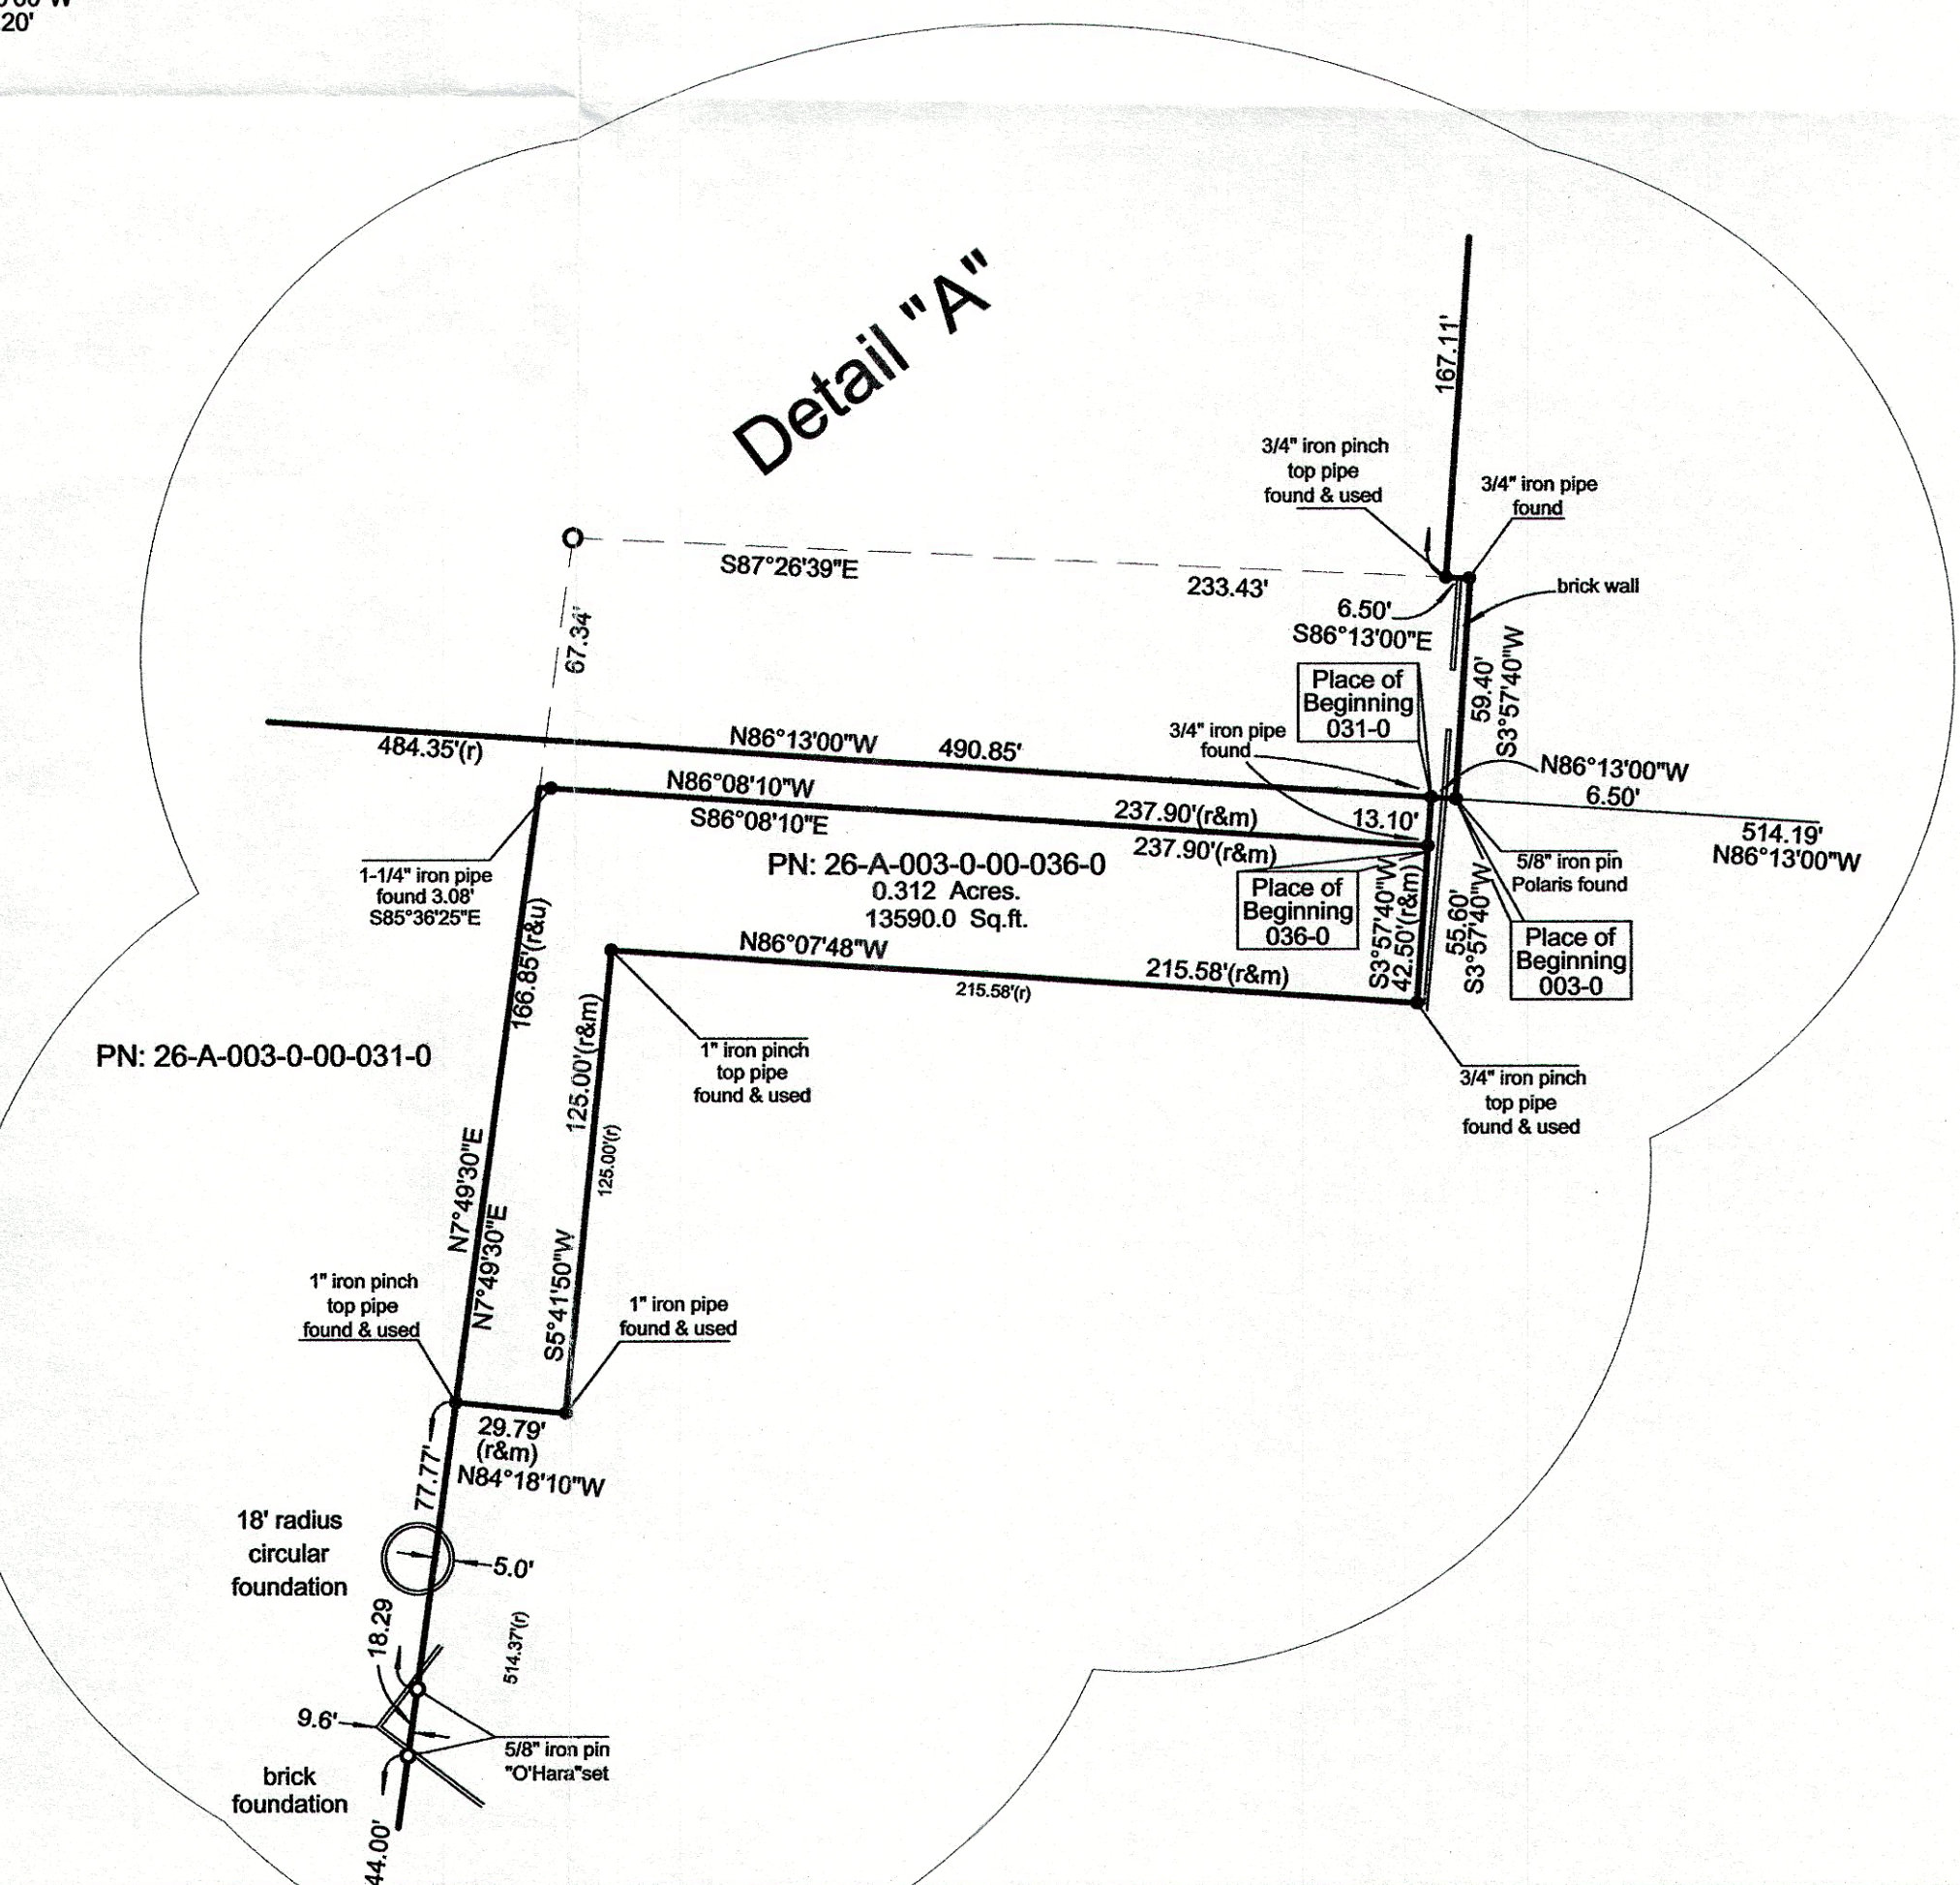 20'
Detail "A"
167.11'
3/4" iron pinch
top pipe
found & used
3/4" iron pipe
found
brick wall
S87°26'39"E
233.43'
67.34'
6.50'
S86°13'00"E
59.40'
S3°57'40"W
Place of
Beginning
031-0
3/4" iron pipe
found
484.35'(r)
N86°13'00"W
490.85'
N86°13'00"W
6.50'
514.19'
N86°13'00"W
N86°08'10"W
237.90'(r&m)
13.10'
S86°08'10"E
237.90'(r&m)
5/8" iron pin
Polaris found
1-1/4" iron pipe
found 3.08'
S85°36'25"E
PN: 26-A-003-0-00-036-0
0.312 Acres.
13590.0 Sq.ft.
Place of
Beginning
036-0
S3°57'40"W
42.50'(r&m)
55.60'
S3°57'40"W
Place of
Beginning
003-0
166.85'(r&u)
N86°07'48"W
215.58'(r&m)
215.58'(r)
PN: 26-A-003-0-00-031-0
125.00'(r&m)
125.00'(r)
1" iron pinch
top pipe
found & used
3/4" iron pinch
top pipe
found & used
N7°49'30"E
N7°49'30"E
S5°41'50"W
1" iron pinch
top pipe
found & used
1" iron pipe
found & used
29.79'
(r&m)
N84°18'10"W
77.77'
18' radius
circular
foundation
5.0'
18.29
514.37'(r)
9.6'
5/8" iron pin
"O'Hara"set
brick
foundation
44.00'